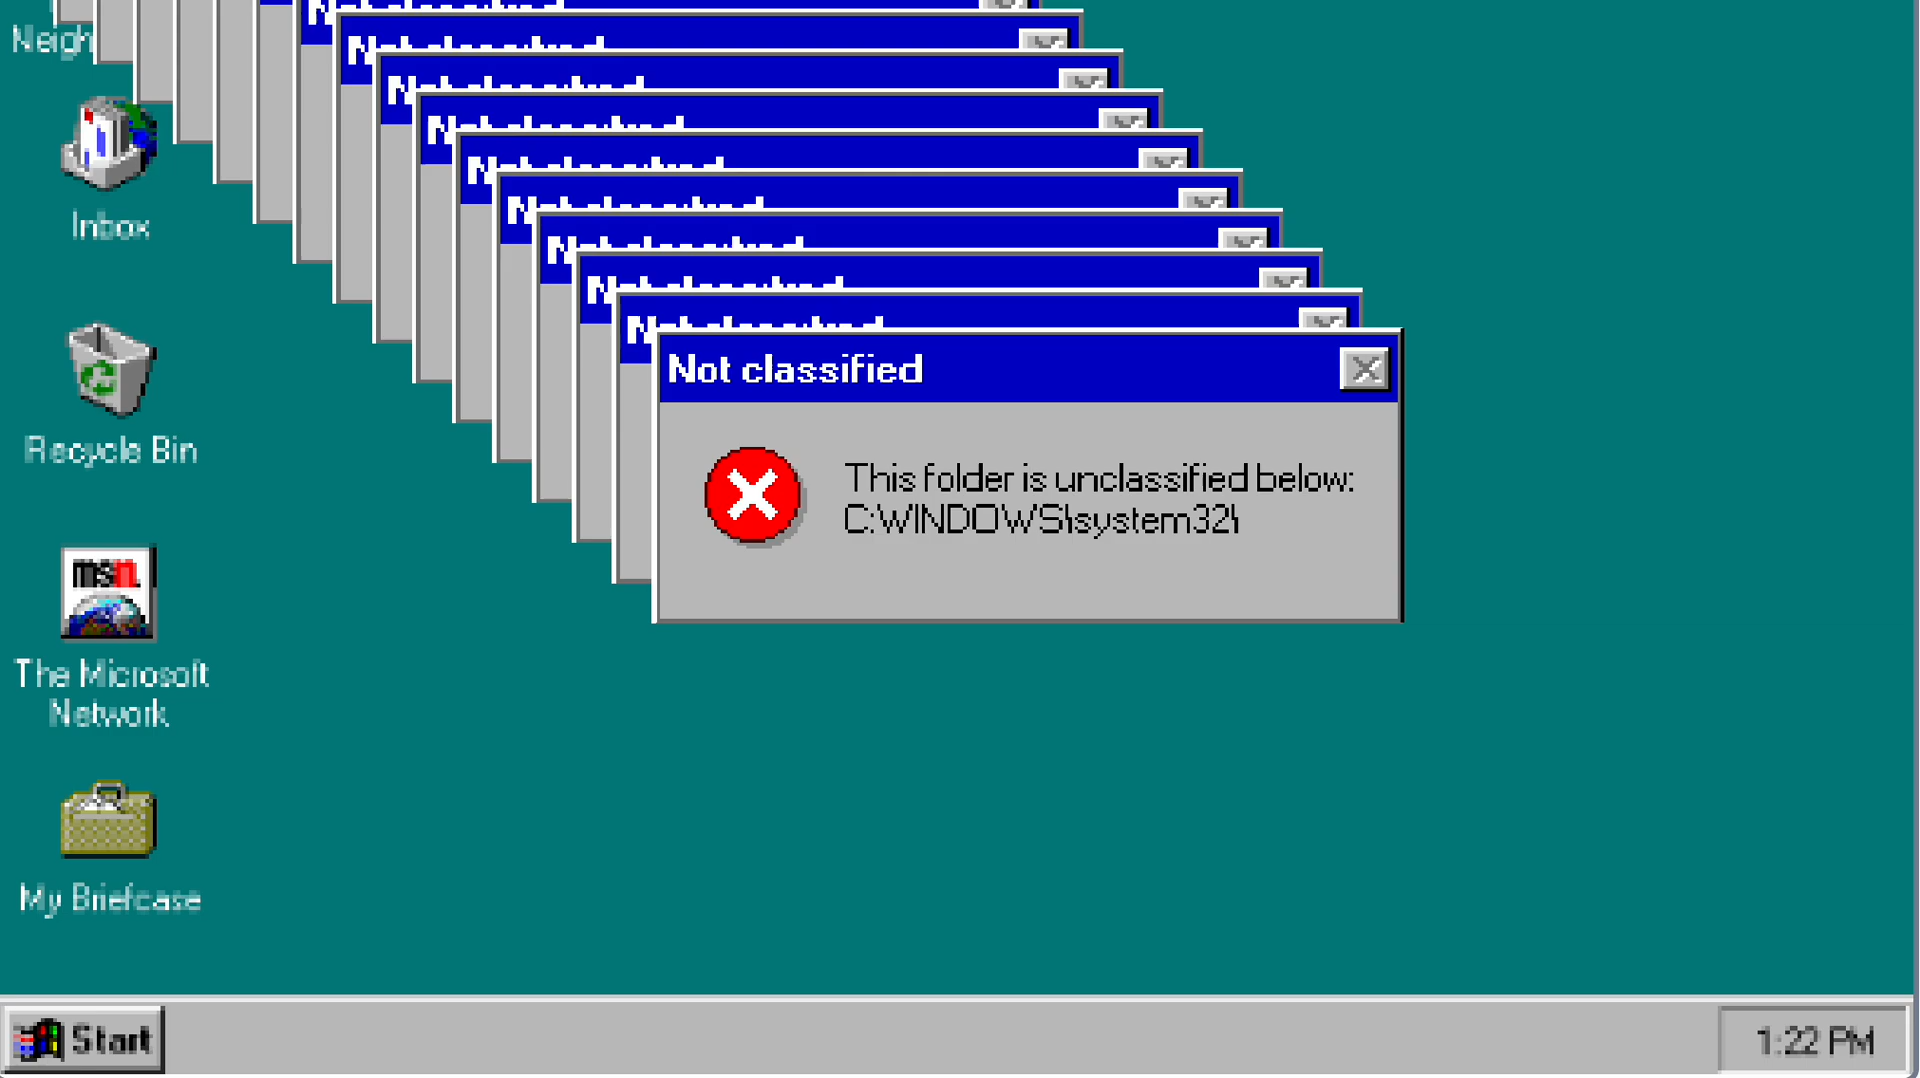 Neigh
Inbox
Recycle Bin
msn.
The Microsoft
Network
My Briefcase
Not classified
This folder is unclassified below:
C:\WINDOWS\system32\
Start
1:22 PM